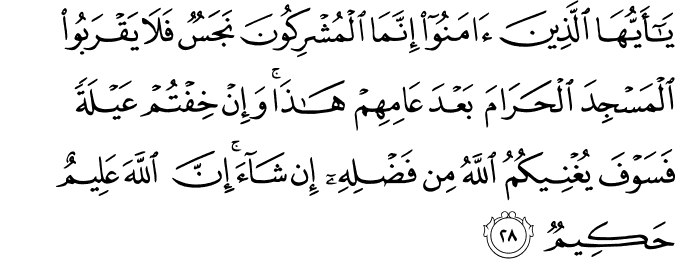 يَـٰٓأَيُّهَا ٱلَّذِينَ ءَامَنُوٓا۟ إِنَّمَا ٱلْمُشْرِكُونَ نَجَسٌۭ فَلَا يَقْرَبُوا۟
ٱلْمَسْجِدَ ٱلْحَرَامَ بَعْدَ عَامِهِمْ هَـٰذَا ۚ وَإِنْ خِفْتُمْ عَيْلَةًۭ
فَسَوْفَ يُغْنِيكُمُ ٱللَّهُ مِن فَضْلِهِۦٓ إِن شَآءَ ۚ إِنَّ ٱللَّهَ عَلِيمٌ
حَكِيمٌۭ ٢٨